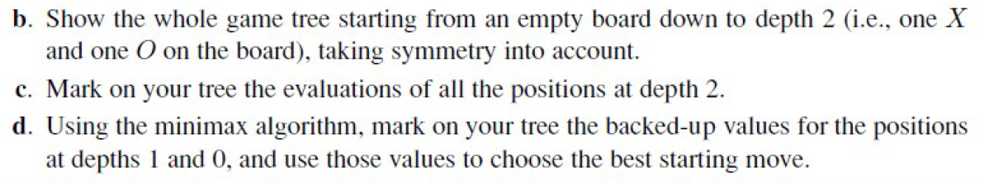 b. Show the whole game tree starting from an empty board down to depth 2 (i.e., one X
and one O on the board), taking symmetry into account.
c. Mark on your tree the evaluations of all the positions at depth 2.
d. Using the minimax algorithm, mark on your tree the backed-up values for the positions
at depths 1 and 0, and use those values to choose the best starting move.